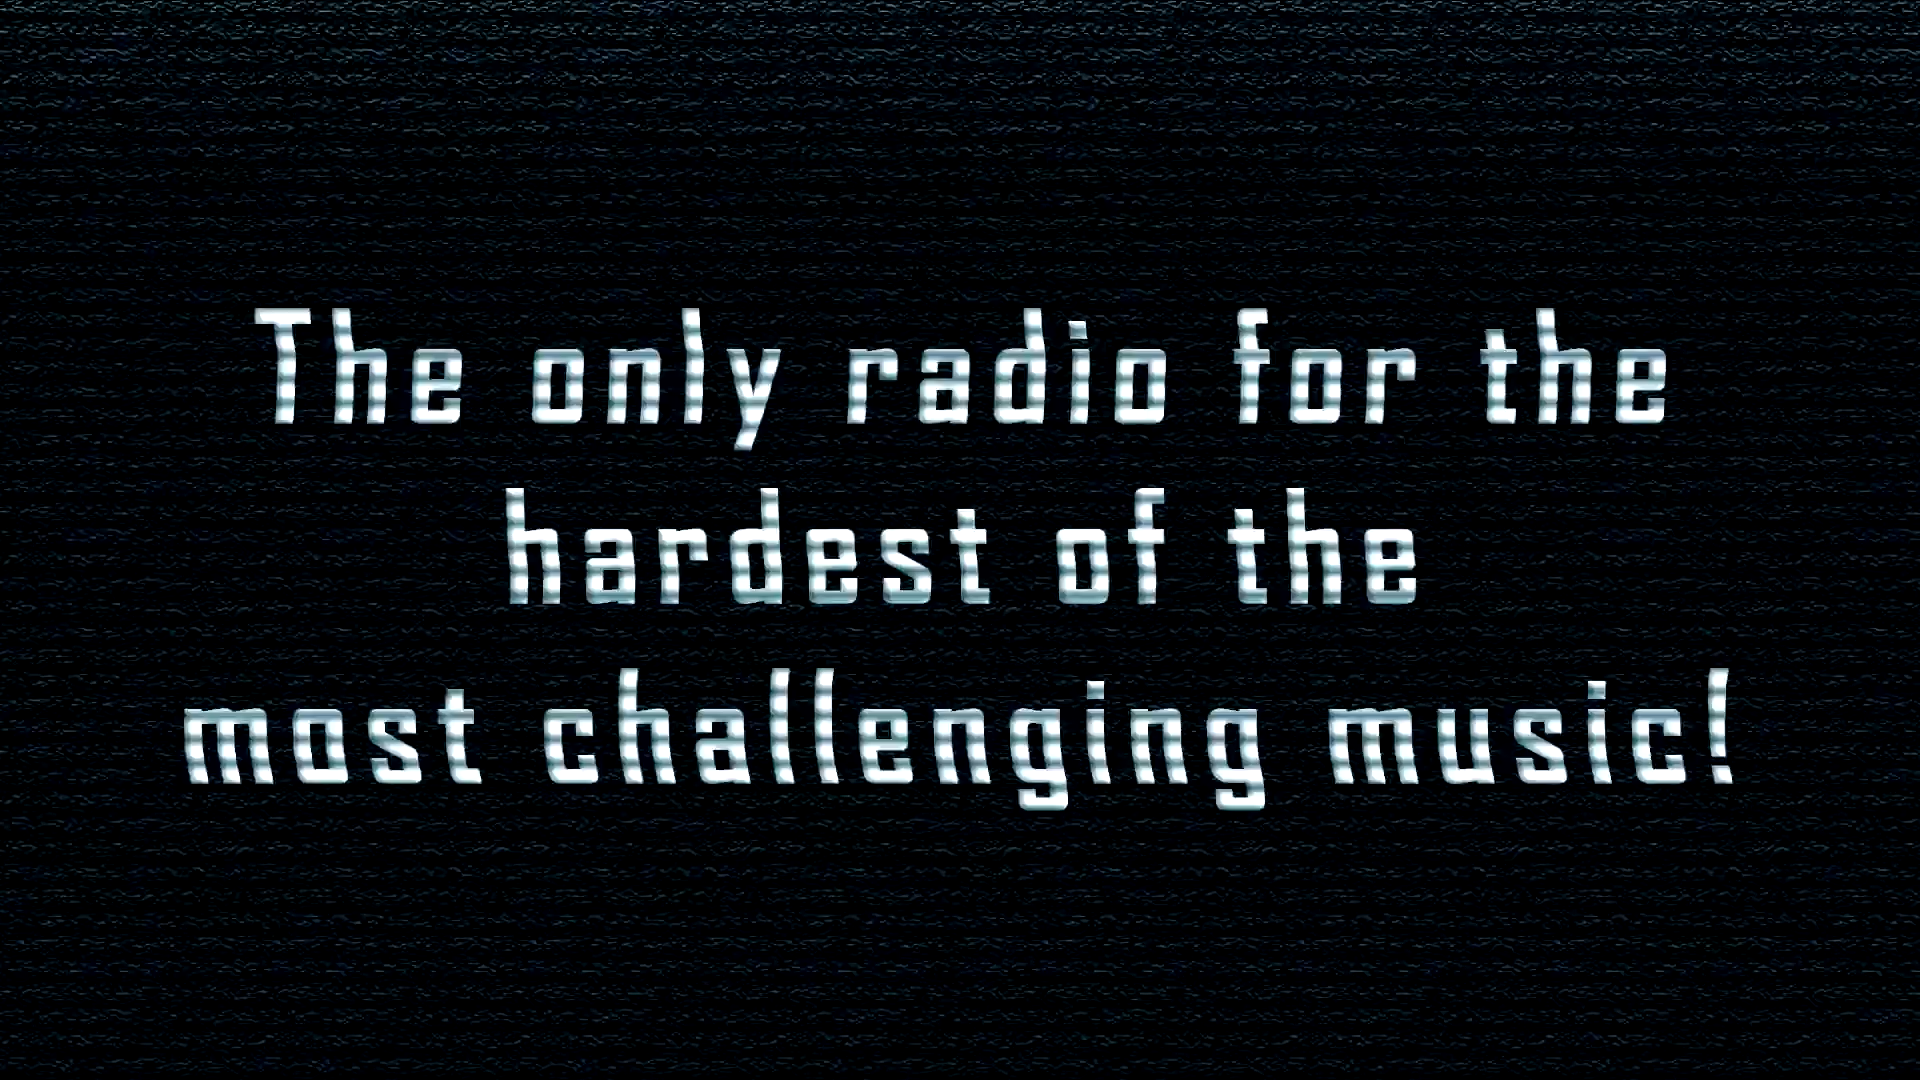 The only radio for the
hardest of the
most challenging music!